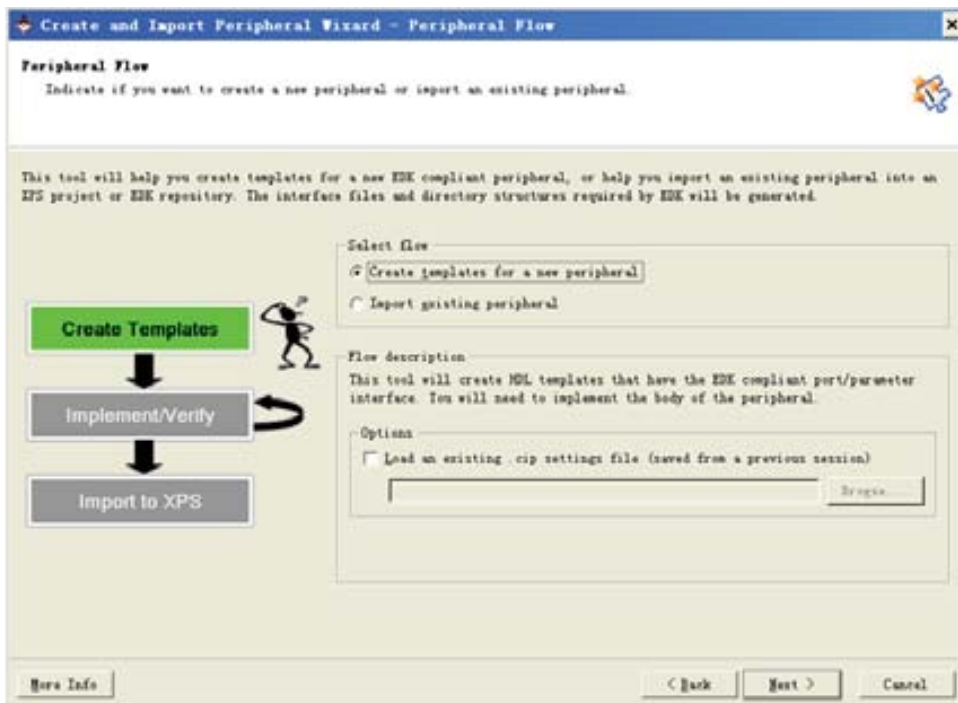 Create and Import Peripheral Wizard - Peripheral Flow
Peripheral Flow
Indicate if you want to create a new peripheral or import an existing peripheral.
This tool will help you create templates for a new EDK compliant peripheral, or help you import an existing peripheral into an
XPS project or EDK repository. The interface files and directory structures required by EDK will be generated.
Select flow
Create templates for a new peripheral
Import existing peripheral
Create Templates
Implement/Verify
Import to XPS
Flow description
This tool will create HDL templates that have the EDK compliant port/parameter
interface. You will need to implement the body of the peripheral.
Options
Load an existing .cip settings file (saved from a previous session)
Browse...
More Info
< Back
Next >
Cancel